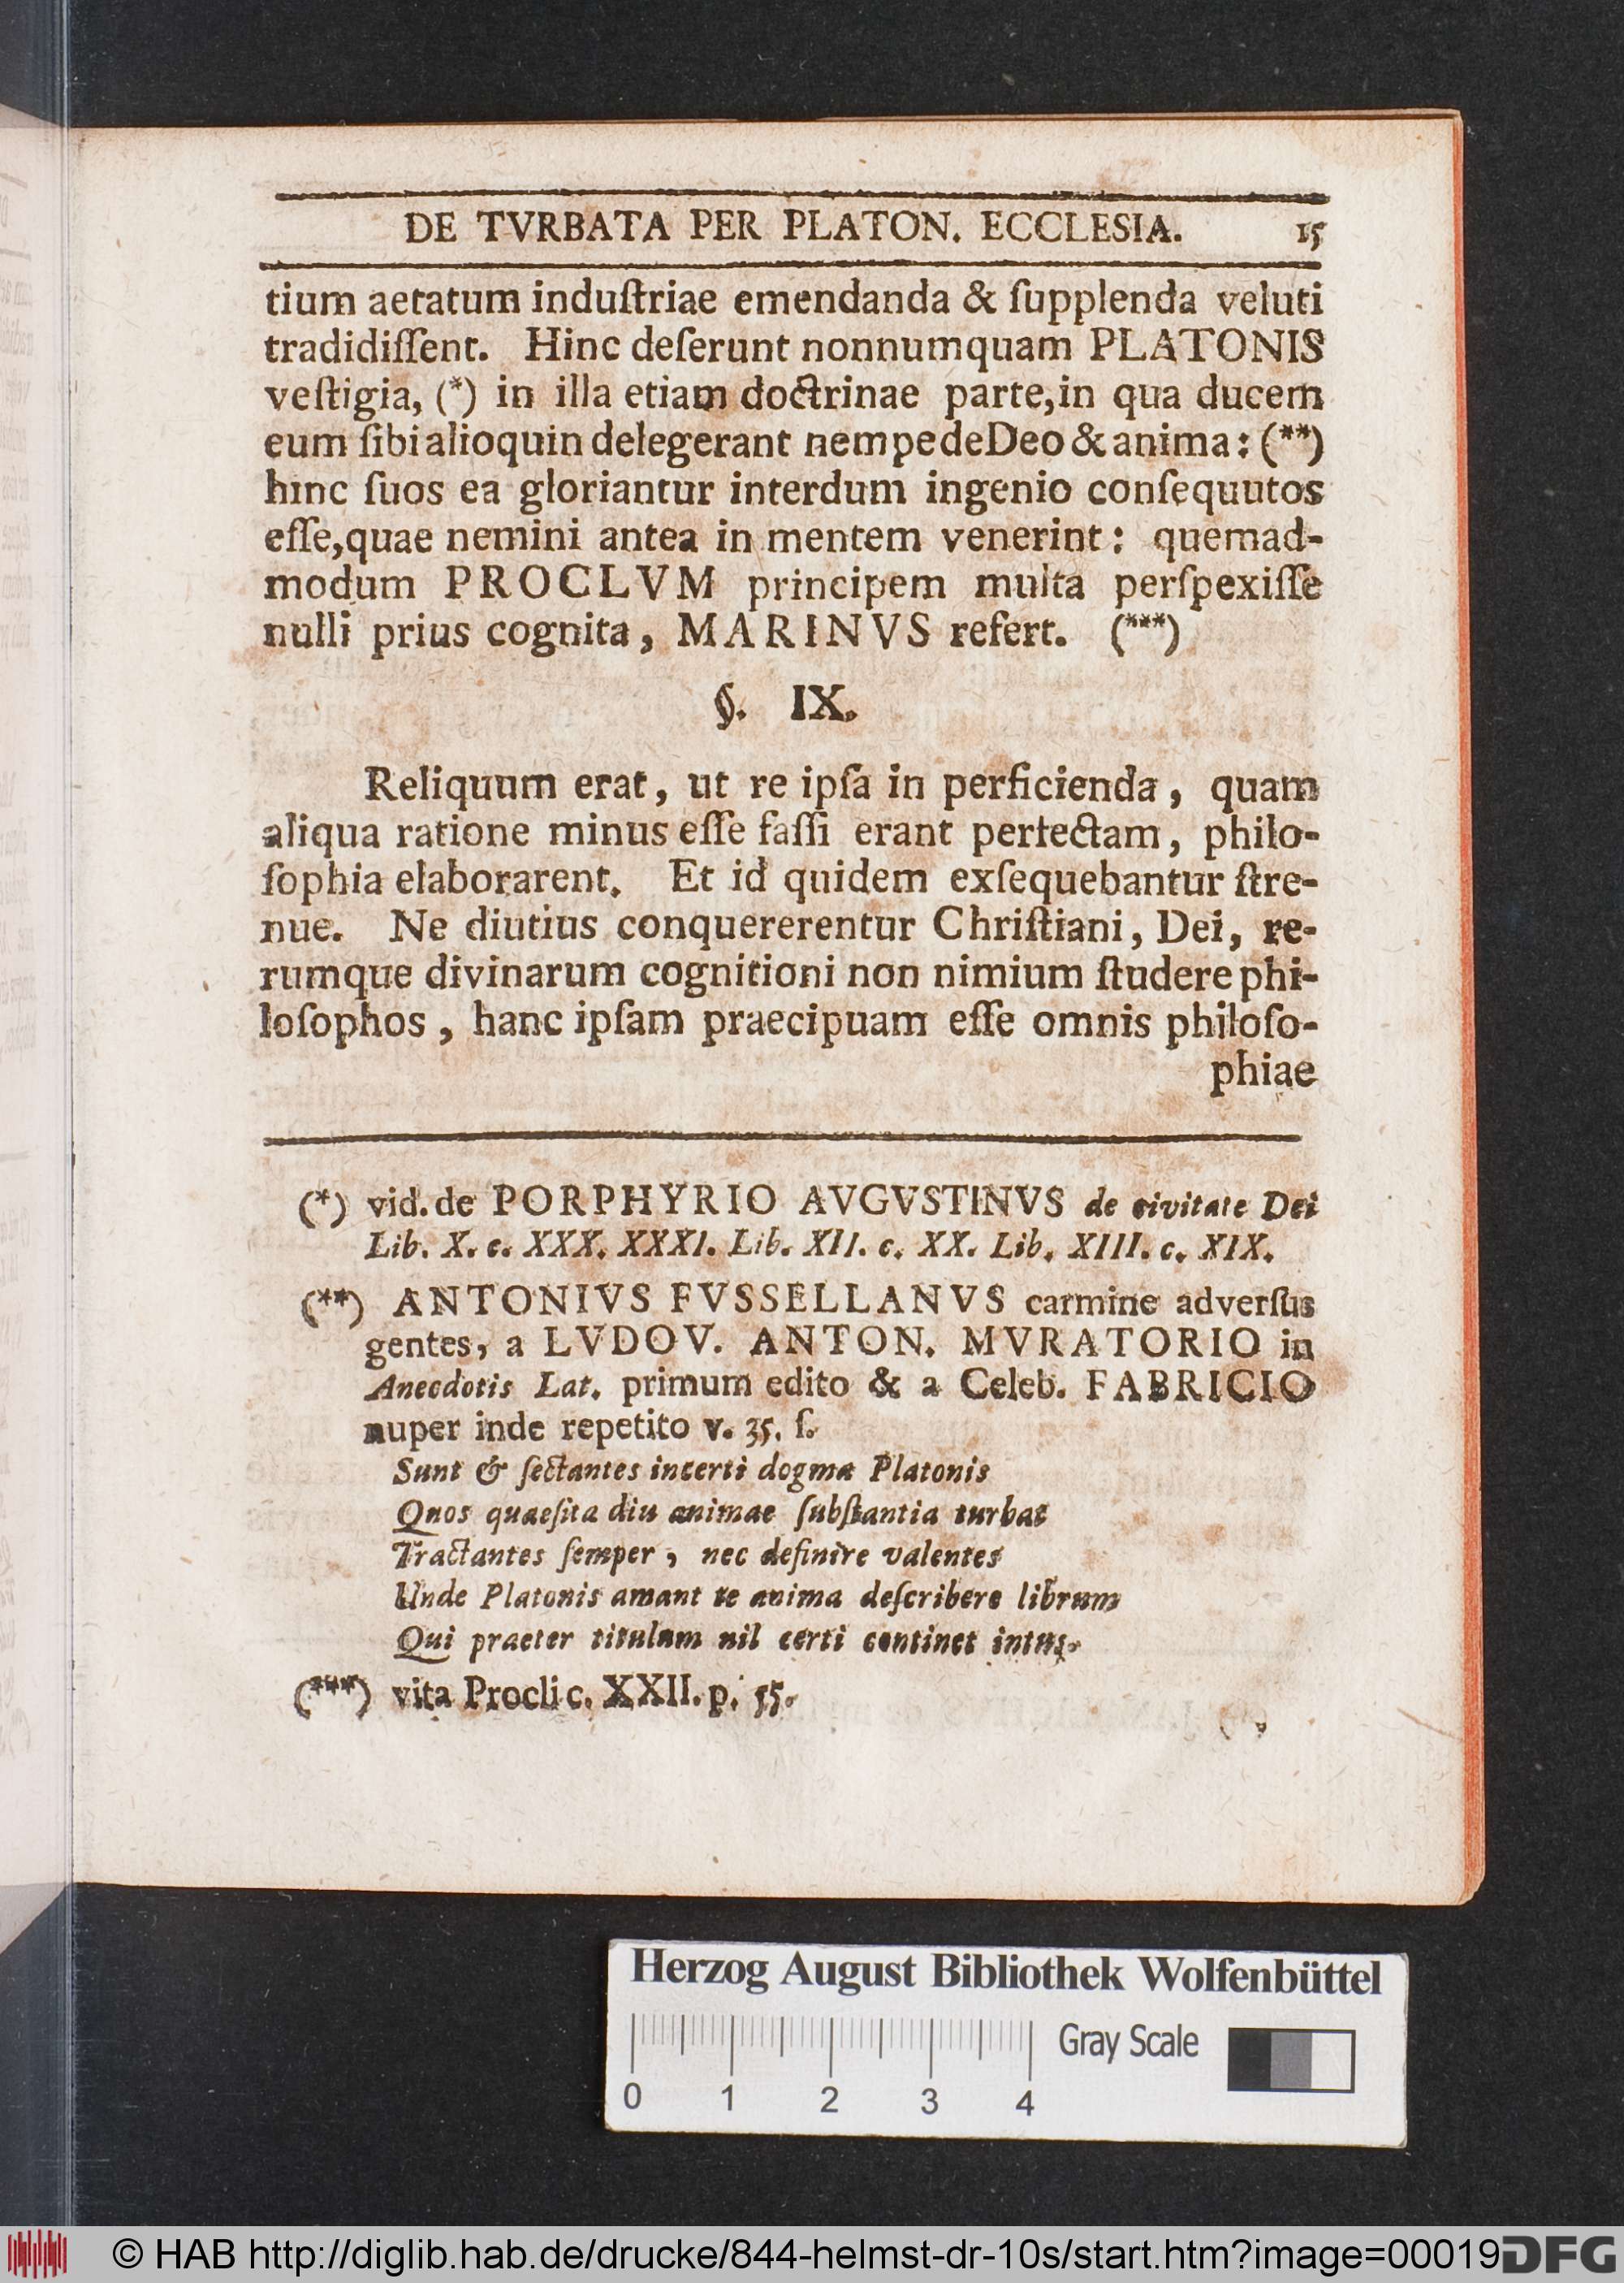 DE TVRBATA PER PLATON. ECCLESIA. 15
tium aetatum induſtriae emendanda & ſupplenda veluti
tradidiſſent. Hinc deſerunt nonnumquam PLATONIS
veſtigia, (*) in illa etiam doctrinae parte, in qua ducem
eum ſibi alioquin delegerant nempe de Deo & anima: (**)
hinc ſuos ea gloriantur interdum ingenio conſequutos
eſſe, quae nemini antea in mentem venerint: quemad-
modum PROCLVM principem multa perſpexiſſe
nulli prius cognita, MARINVS refert. (***)
§. IX.
Reliquum erat, ut re ipſa in perficienda, quam
aliqua ratione minus eſſe faſſi erant pertectam, philo-
ſophia elaborarent. Et id quidem exſequebantur ſtre-
nue. Ne diutius conquererentur Chriſtiani, Dei, re-
rumque divinarum cognitioni non nimium ſtudere phi-
loſophos, hanc ipſam praecipuam eſſe omnis philoſo-
phiae
(*) vid. de PORPHYRIO AVGVSTINVS de civitate Dei
Lib. X. c. XXX. XXXI. Lib. XII. c. XX. Lib. XIII. c. XIX.
(**) ANTONIVS FVSSELLANVS carmine adverſus
gentes, a LVDOV. ANTON. MVRATORIO in
Anecdotis Lat. primum edito & a Celeb. FABRICIO
nuper inde repetito v. 35. ſ.
Sunt & ſectantes incerti dogma Platonis
Quos quaeſita diu animae ſubſtantia turbat
Tractantes ſemper, nec definire valentes
Unde Platonis amant te anima deſcribere librum
Qui praeter titulum nil certi continet intus.
(***) vita Procli c. XXII. p. 55.
Herzog August Bibliothek Wolfenbüttel
Gray Scale
0 1 2 3 4
© HAB http://diglib.hab.de/drucke/844-helmst-dr-10s/start.htm?image=00019
DFG